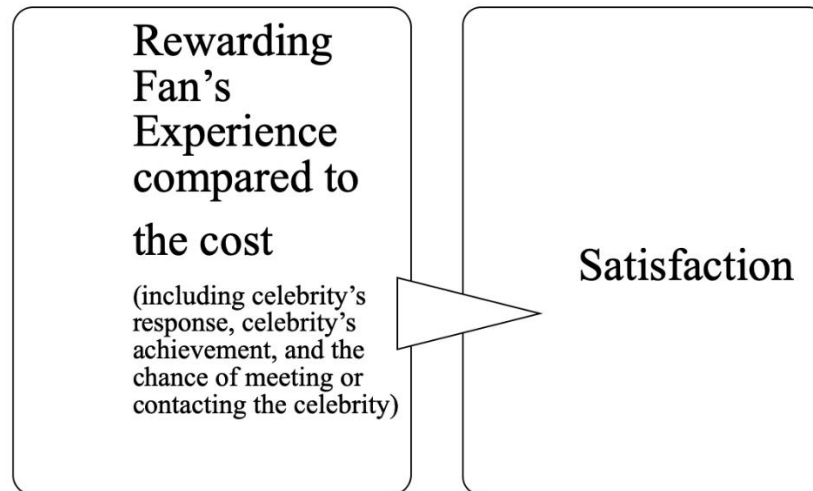 Rewarding
Fan’s
Experience
compared to
the cost
(including celebrity’s
response, celebrity’s
achievement, and the
chance of meeting or
contacting the celebrity)
Satisfaction